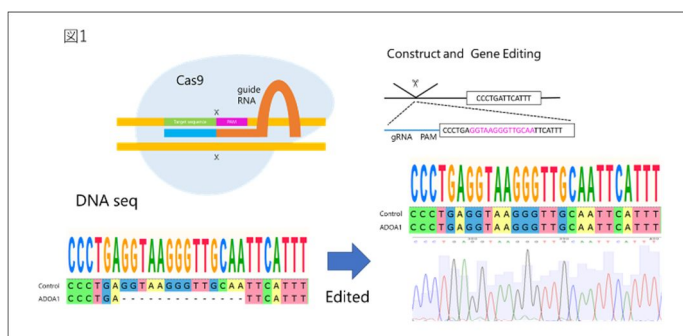 図1
Cas9
guide
RNA
X
Target sequence
PAM
X
DNA seq
CCCTGAGGTAAGGGTTGCAATTCATTT
Control
CCCTGAGGTAAGGGTTGCAATTCATTT
ADOA1
CCCTGA---------------TTCATTT
Edited
Construct and Gene Editing
CCCTGATTCATTT
gRNA PAM
CCCTGAGGTAAGGGTTGCAATTCATTT
CCCTGAGGTAAGGGTTGCAATTCATTT
Control
CCCTGAGGTAAGGGTTGCAATTCATTT
ADOA1
CCCTGAGGTAAGGGTTGCAATTCATTT